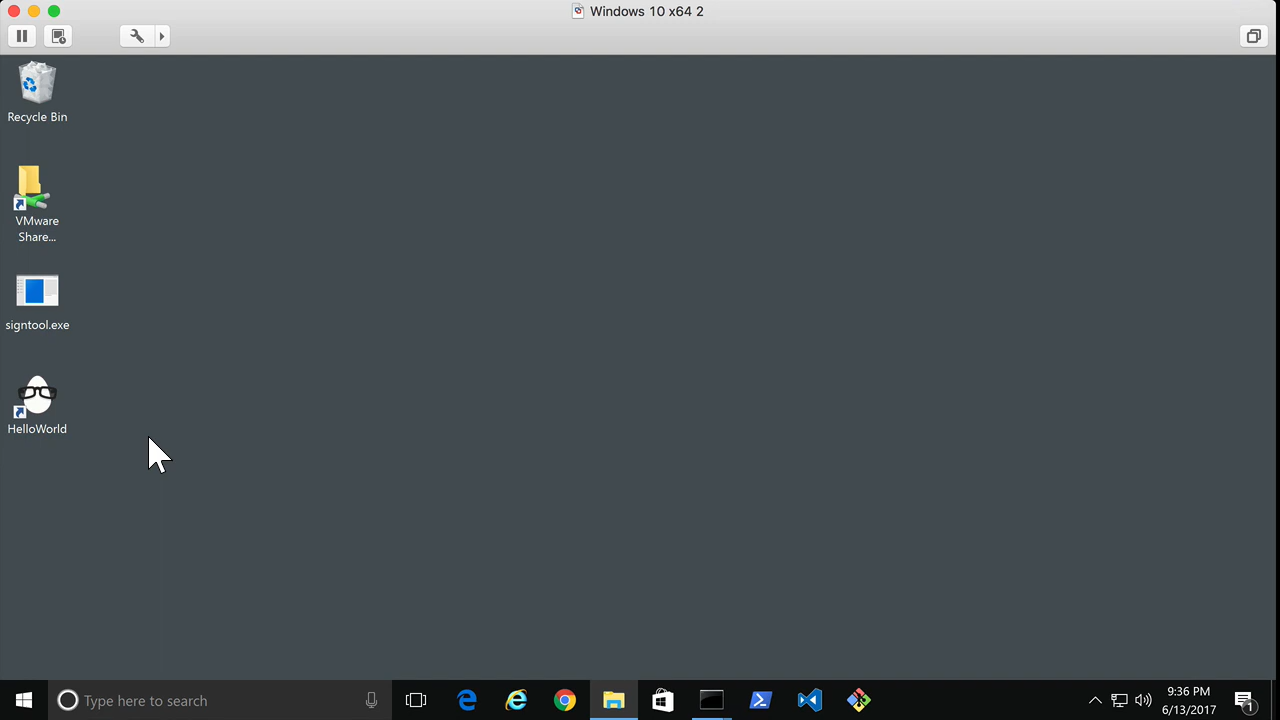 Windows 10 x64 2
Recycle Bin
VMware
Share...
signtool.exe
HelloWorld
Type here to search
9:36 PM
6/13/2017
1